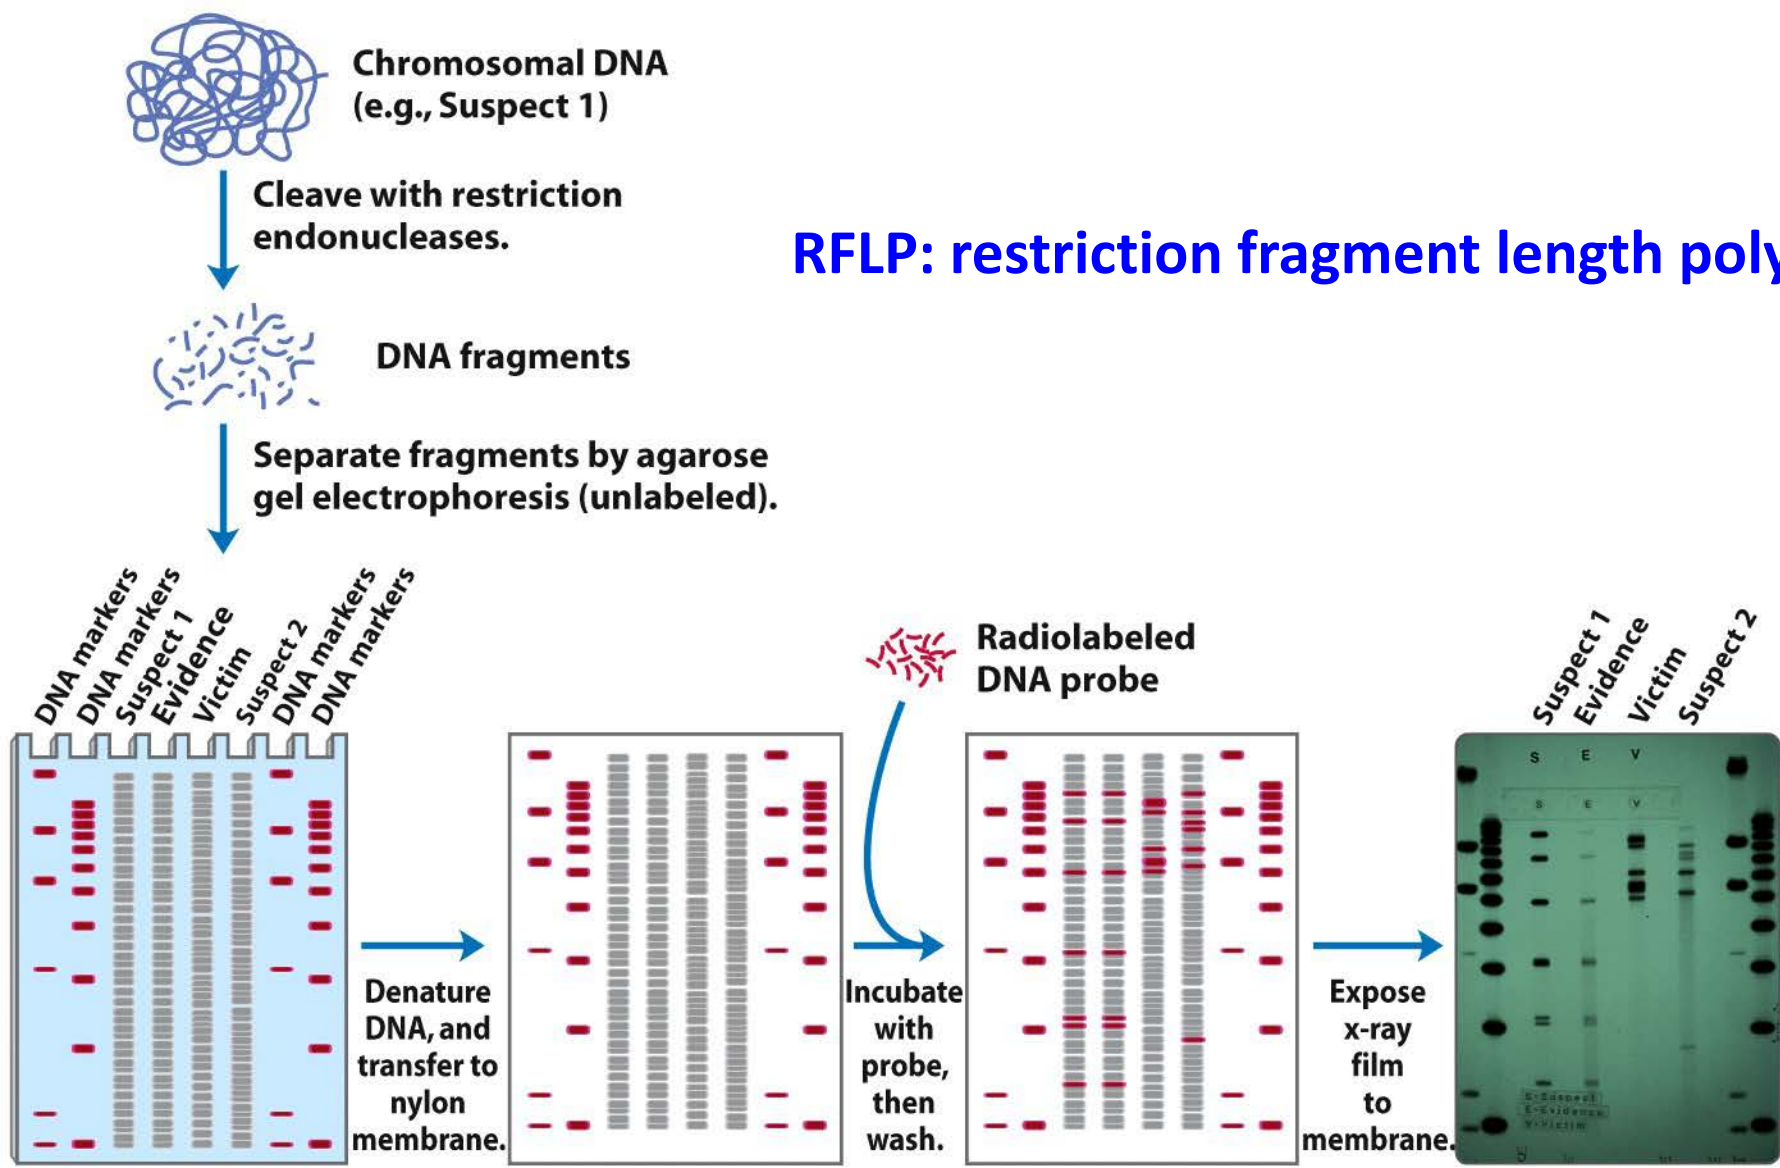 Chromosomal DNA
(e.g., Suspect 1)
Cleave with restriction
endonucleases.
RFLP: restriction fragment length poly
DNA fragments
Separate fragments by agarose
gel electrophoresis (unlabeled).
DNA markers
DNA markers
Suspect 1
Evidence
Victim
Suspect 2
DNA markers
DNA markers
Radiolabeled
DNA probe
Suspect 1
Evidence
Victim
Suspect 2
Denature
DNA, and
transfer to
nylon
membrane.
Incubate
with
probe,
then
wash.
Expose
x-ray
film
to
membrane.
S E V
S E V
S-Suspect
E-Evidence
V-Victim